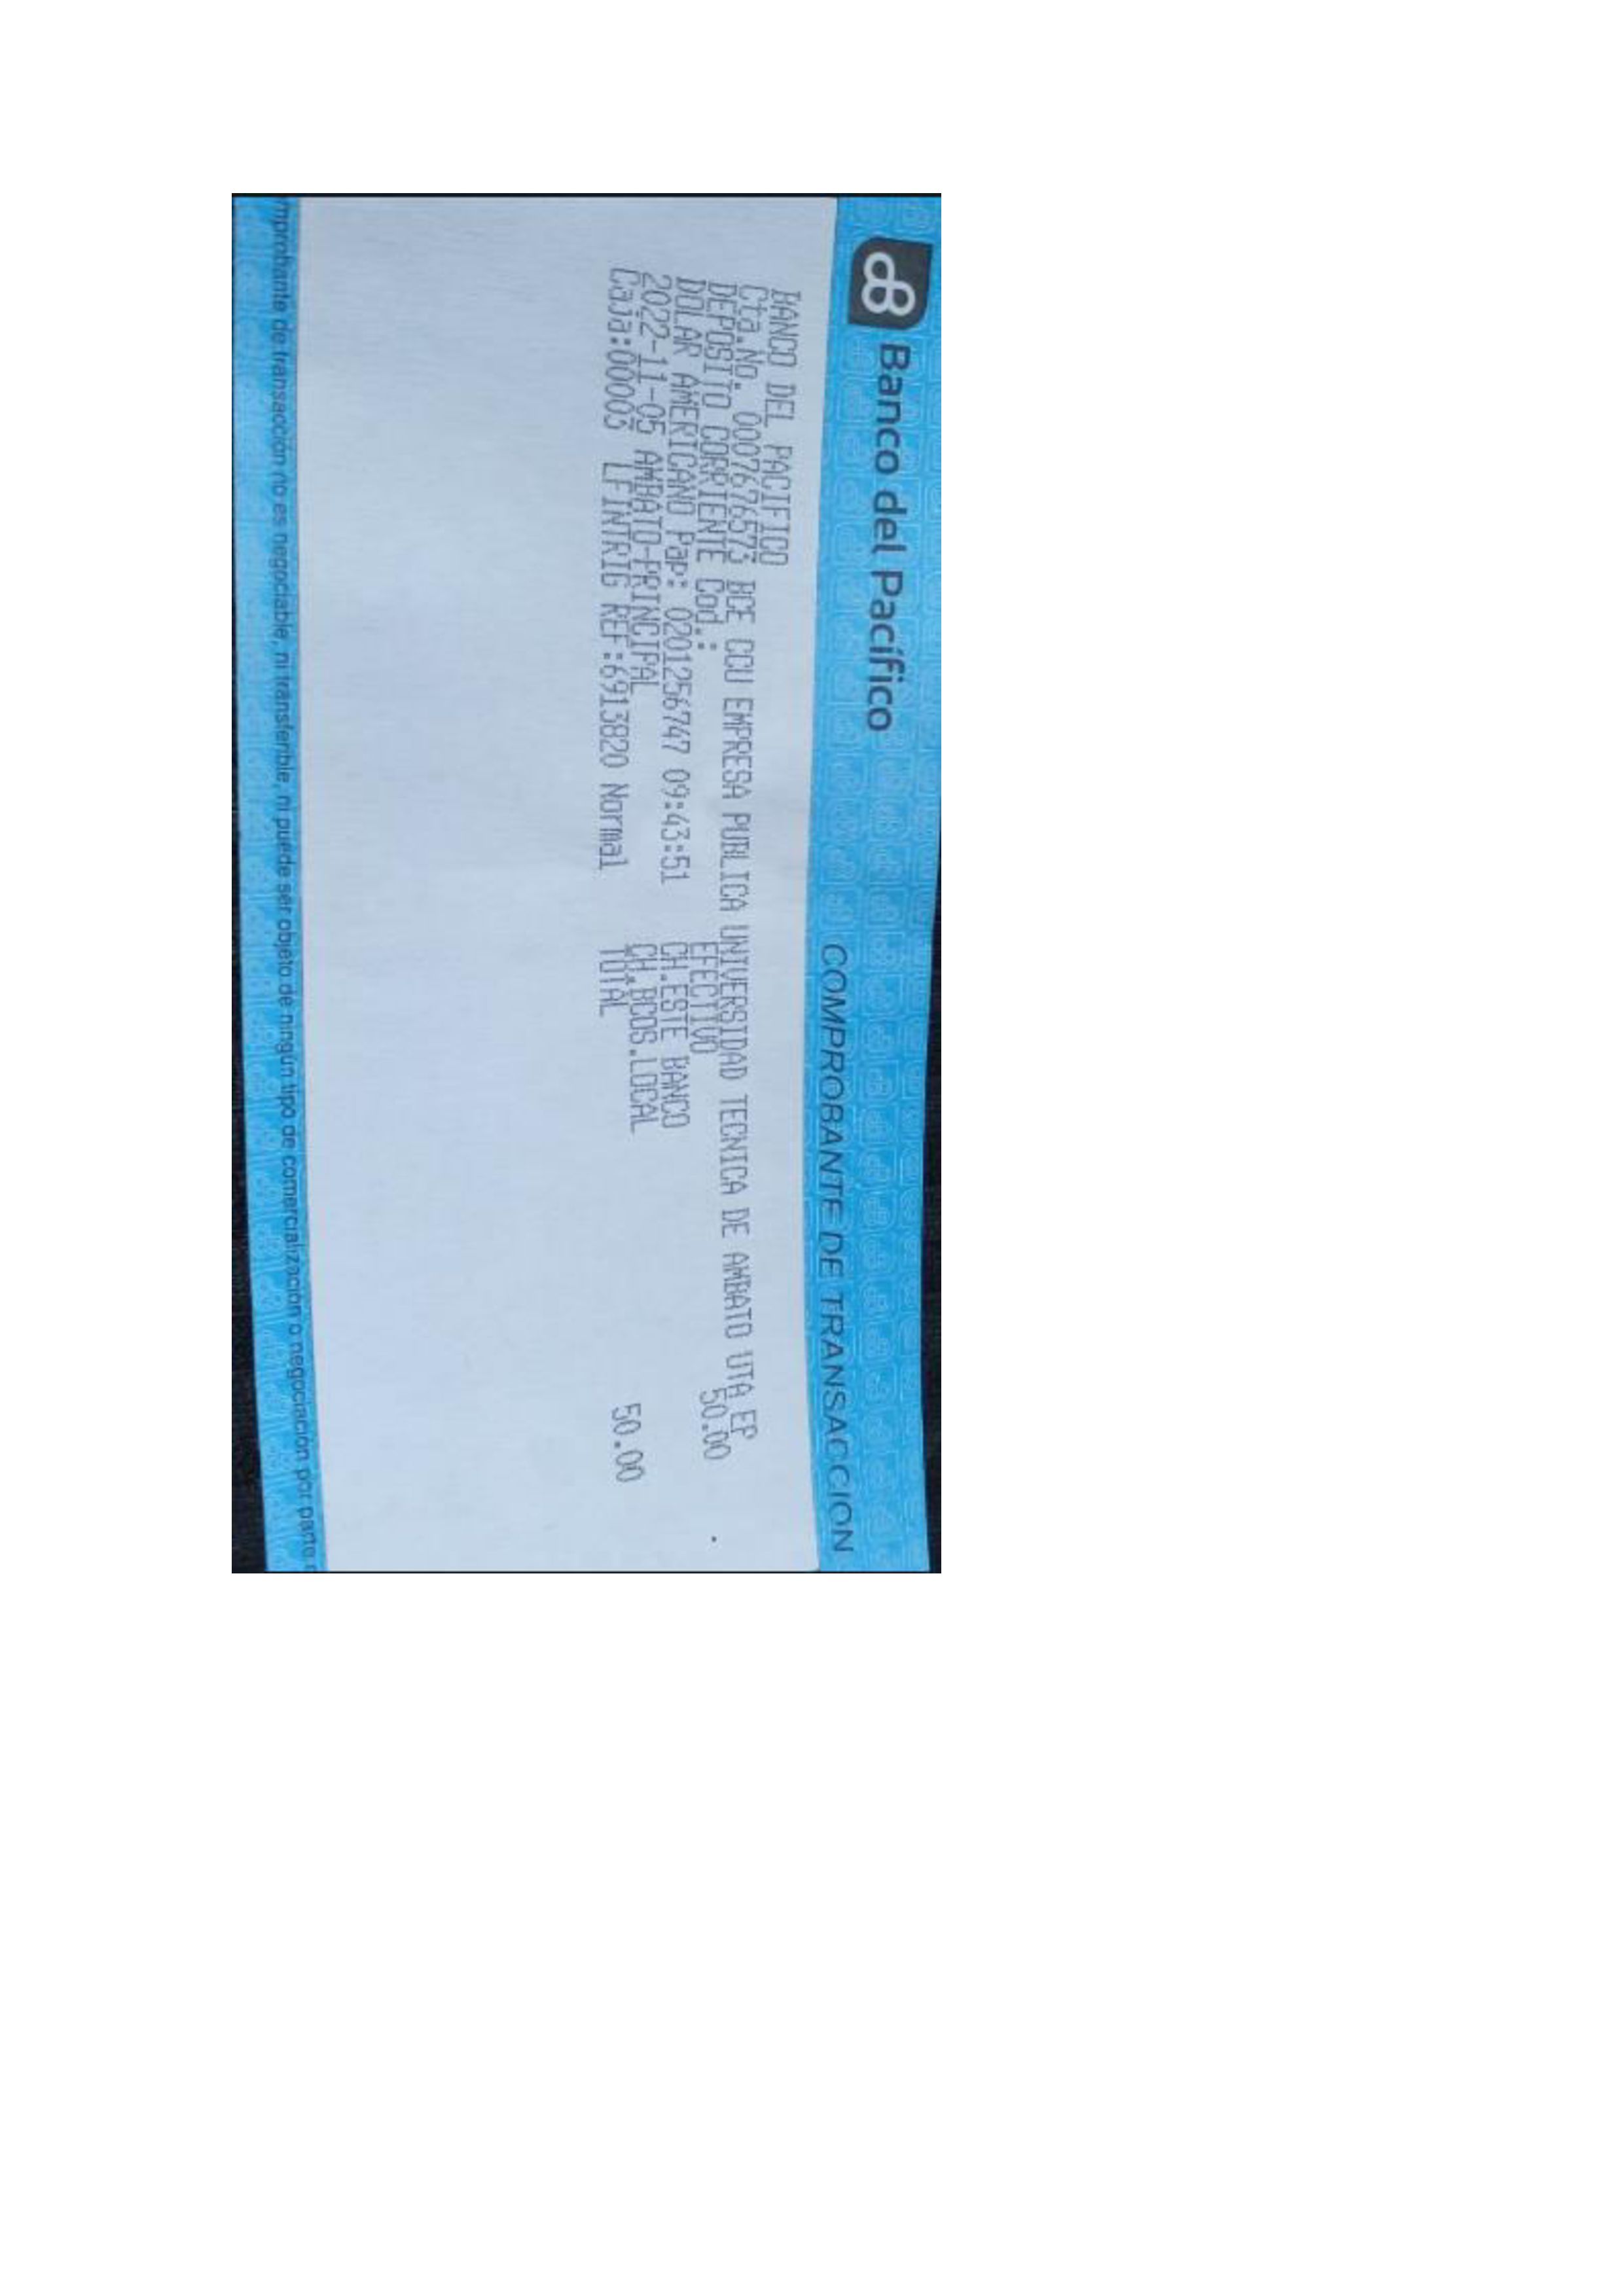 Banco del Pacífico
COMPROBANTE DE TRANSACCION
BANCO DEL PACIFICO
Cta.No. 0007676573 BCE CCU EMPRESA PUBLICA UNIVERSIDAD TECNICA DE AMBATO UTA EP
DEPOSITO CORRIENTE Cod.: EFECTIVO 50.00
DOLAR AMERICANO Pap: 0201256747 09:43:51 CH.ESTE BANCO
2022-11-05 AMBATO-PRINCIPAL CH.BCOS.LOCAL
Caja:00003 LFINTRIG REF:6913820 Normal TOTAL 50.00
mprobante de transacción no es negociable, ni transferible, ni puede ser objeto de ningún tipo de comercialización o negociación por parte